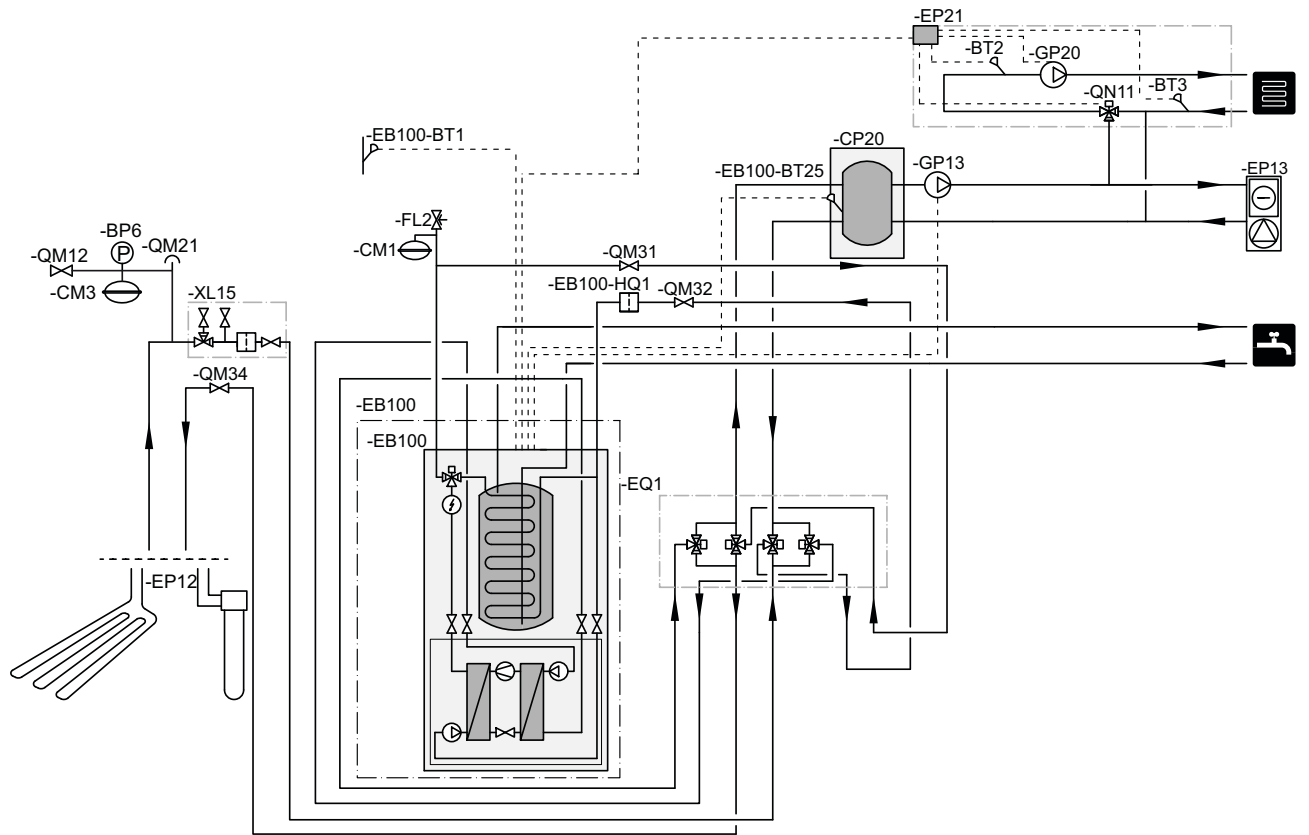 -EP21
-BT2
-GP20
-BT3
-QN11
-EB100-BT1
-CP20
-GP13
-EB100-BT25
-EP13
-FL2
-BP6
-QM21
-QM12
-CM1
-QM31
-CM3
-XL15
-EB100-HQ1
-QM32
-QM34
-EB100
-EB100
-EQ1
-EP12
P